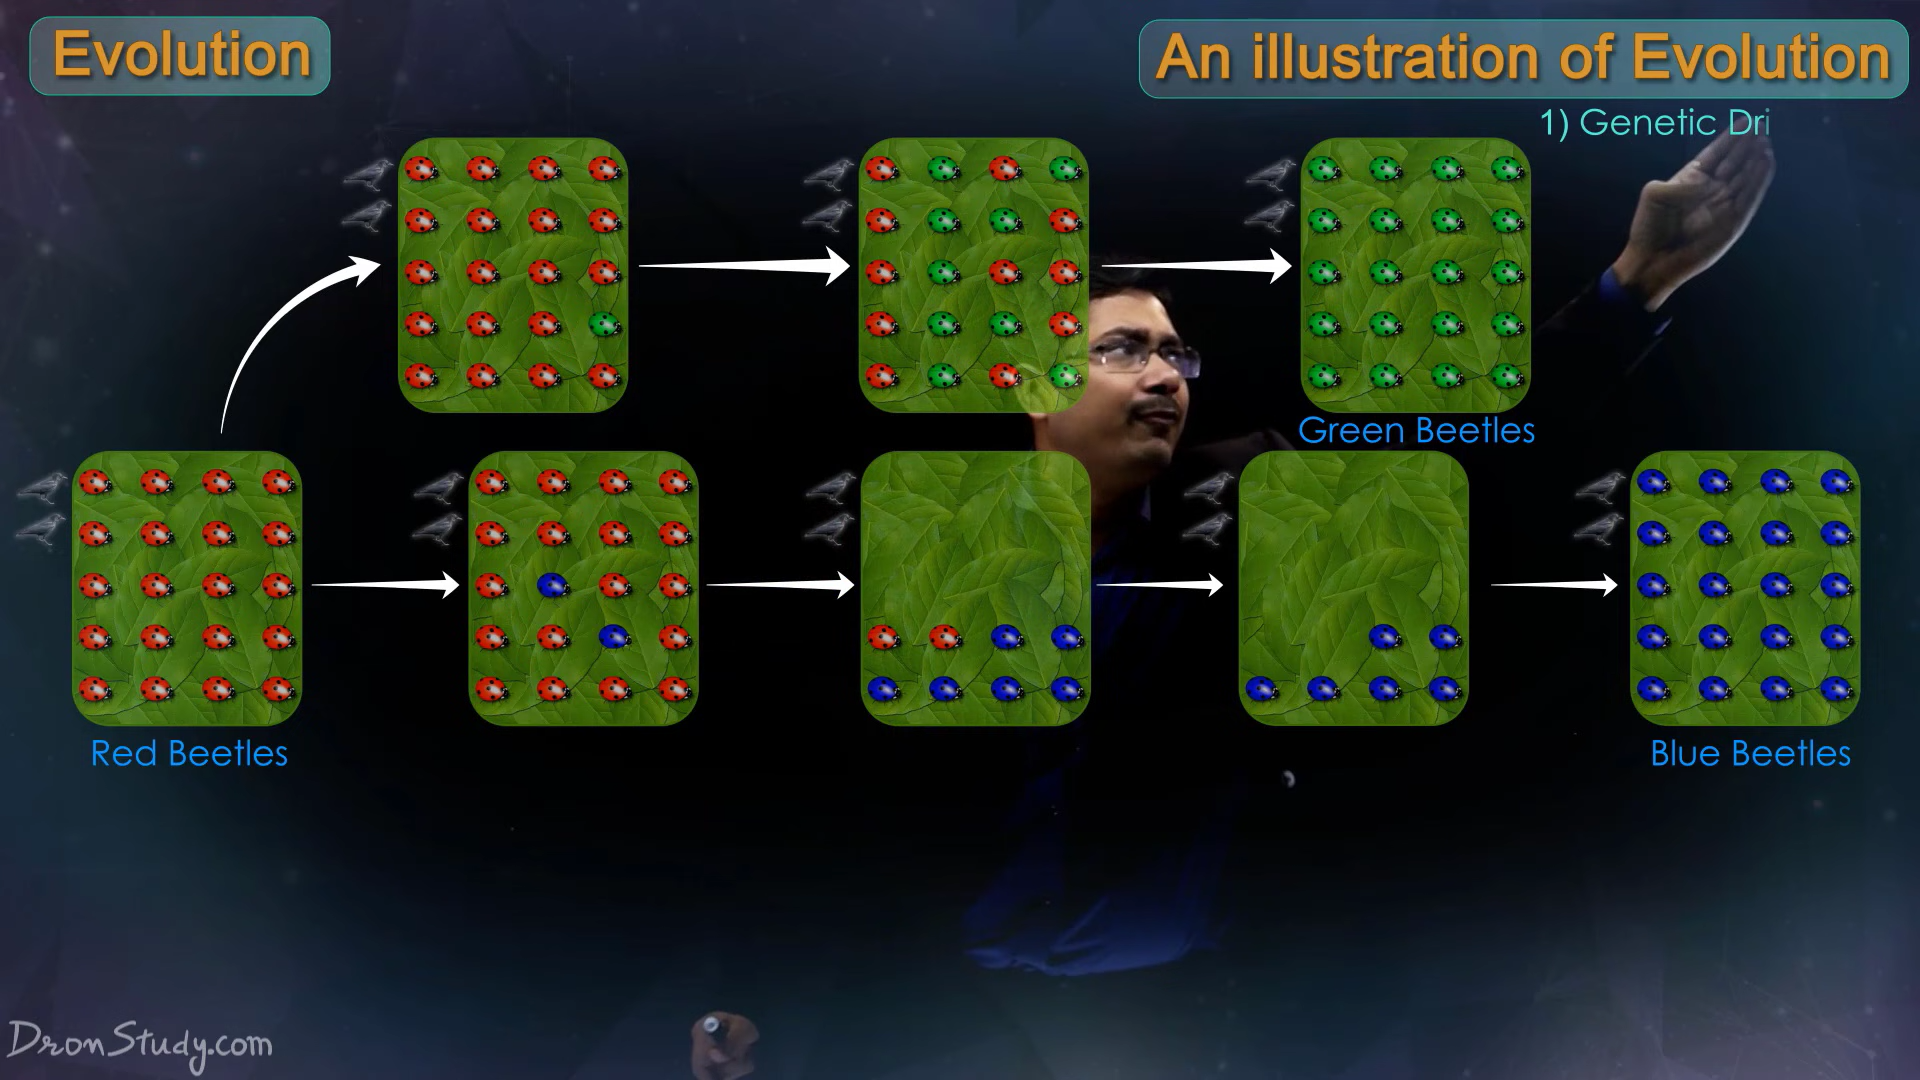 Evolution
An illustration of Evolution
1) Genetic Dri
Green Beetles
Red Beetles
Blue Beetles
DronStudy.com